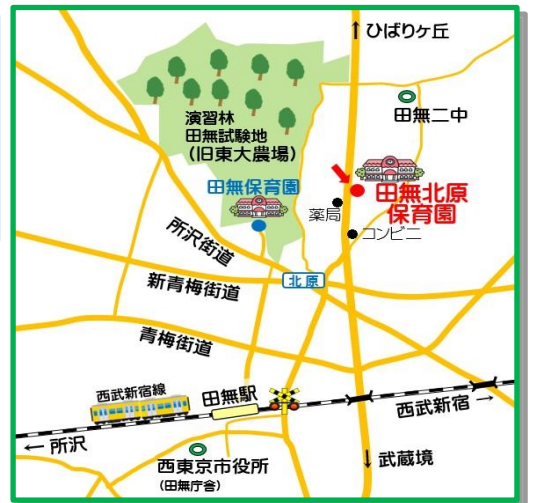 ↑ひばりヶ丘
田無二中
演習林
田無試験地
(旧東大農場)
田無保育園
田無北原
保育園
薬局
コンビニ
所沢街道
北原
新青梅街道
青梅街道
西武新宿線
田無駅
西武新宿 →
← 所沢
西東京市役所
(田無庁舎)
↓ 武蔵境